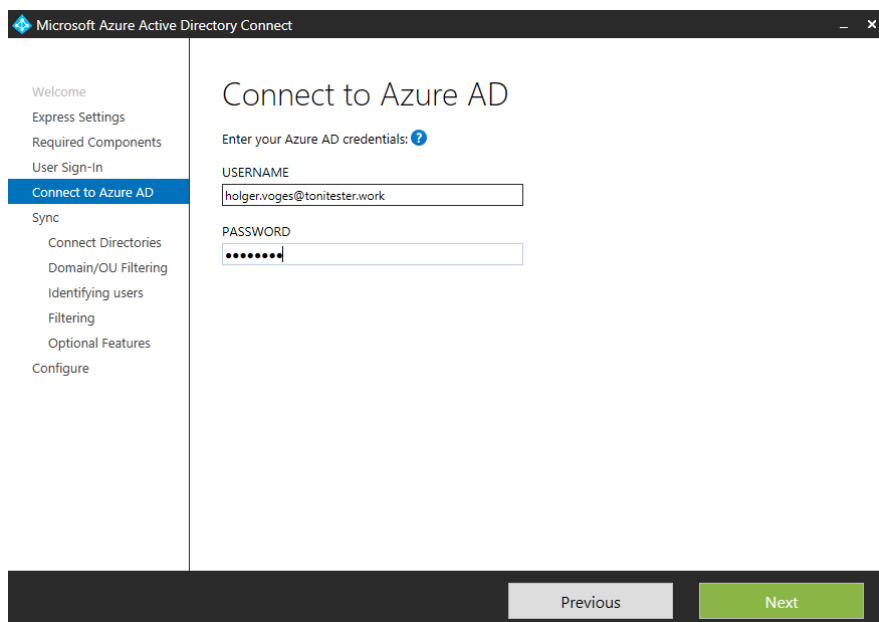 Microsoft Azure Active Directory Connect
Welcome
Express Settings
Required Components
User Sign-In
Connect to Azure AD
Sync
Connect Directories
Domain/OU Filtering
Identifying users
Filtering
Optional Features
Configure
Connect to Azure AD
Enter your Azure AD credentials: ?
USERNAME
holger.voges@tonitester.work
PASSWORD
••••••••
Previous
Next